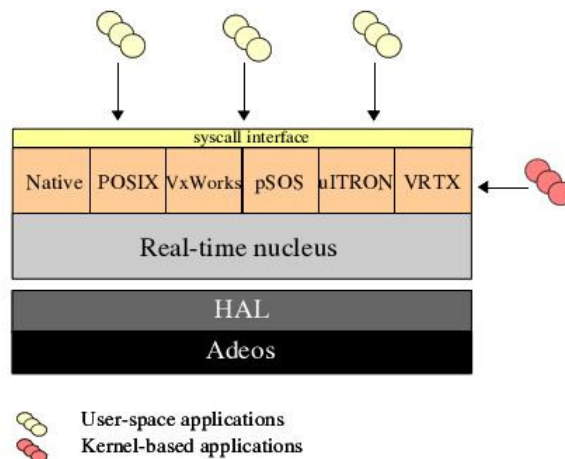 syscall interface
Native POSIX VxWorks pSOS uITRON VRTX
Real-time nucleus
HAL
Adeos
User-space applications
Kernel-based applications